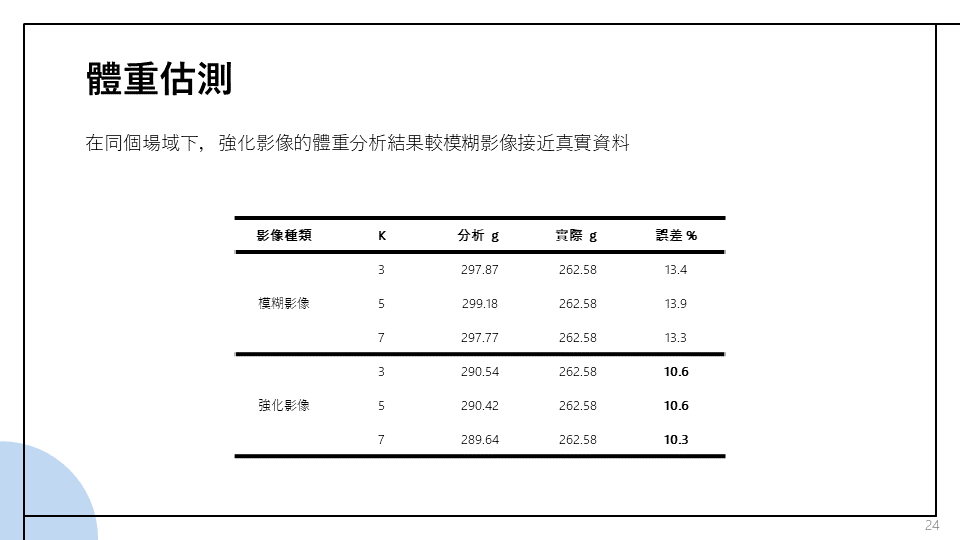 體重估測
在同個場域下，強化影像的體重分析結果較模糊影像接近真實資料
影像種類 K 分析 g 實際 g 誤差 %
3 297.87 262.58 13.4
模糊影像 5 299.18 262.58 13.9
7 297.77 262.58 13.3
3 290.54 262.58 10.6
強化影像 5 290.42 262.58 10.6
7 289.64 262.58 10.3
24